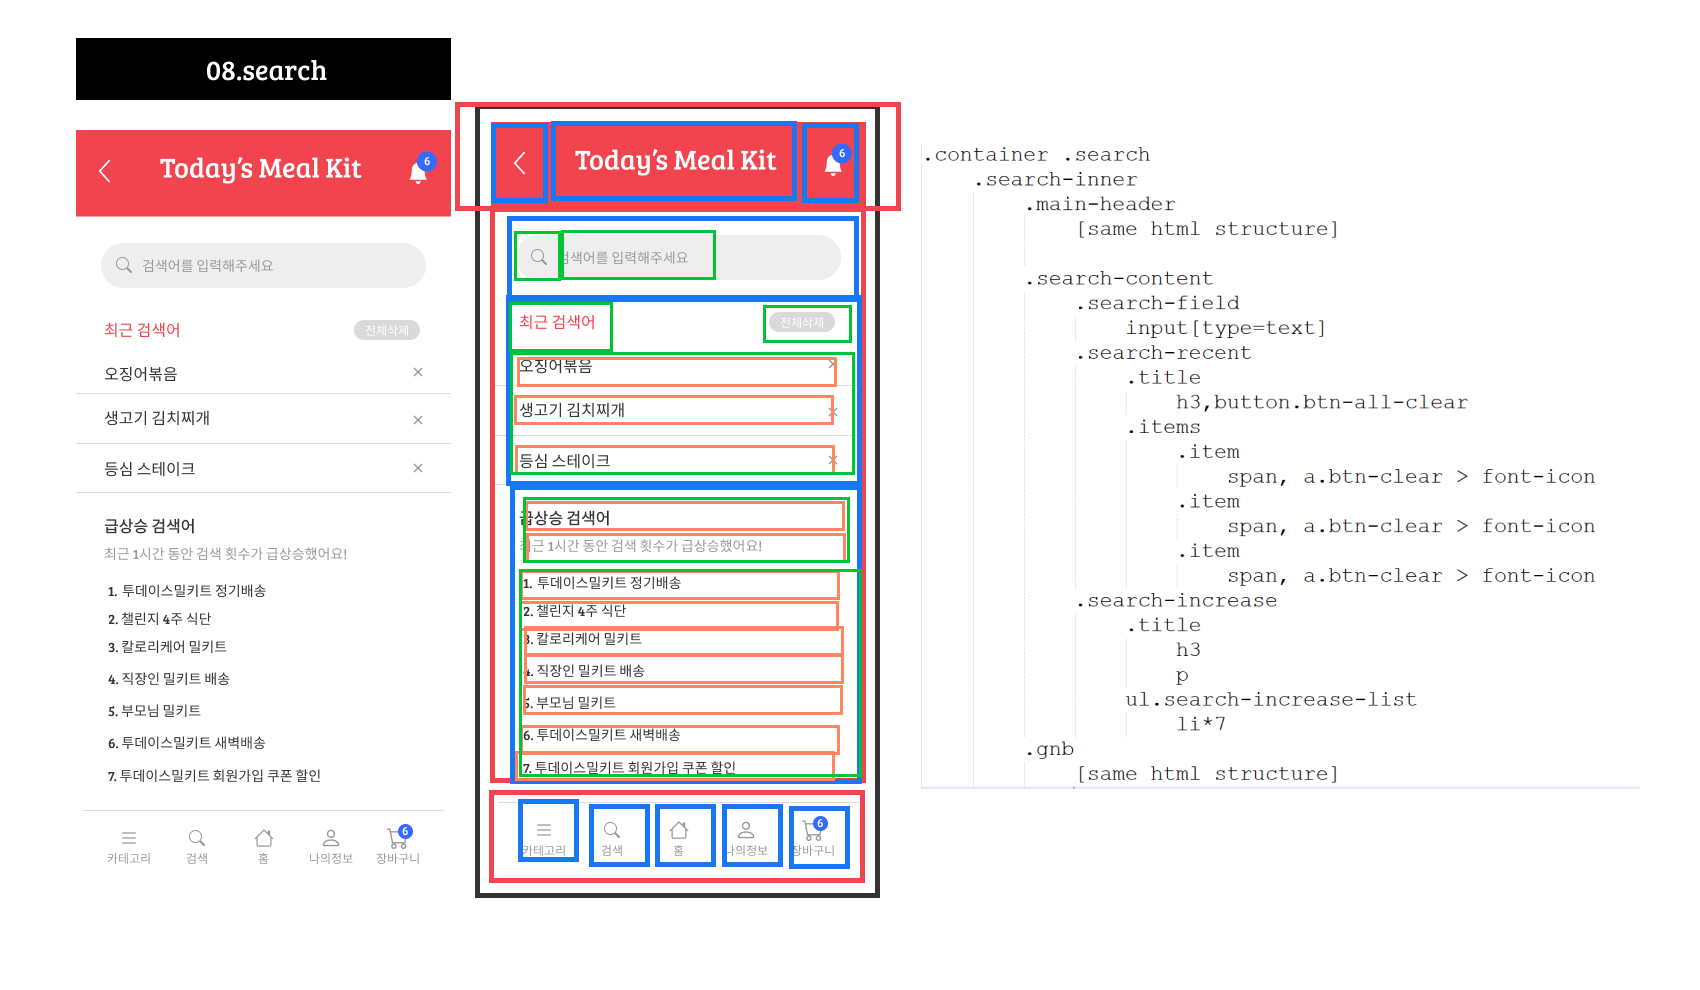 08.search
Today's Meal Kit
6
검색어를 입력해주세요
최근 검색어
전체삭제
오징어볶음
생고기 김치찌개
등심 스테이크
급상승 검색어
최근 1시간 동안 검색 횟수가 급상승했어요!
1. 투데이스밀키트 정기배송
2. 챌린지 4주 식단
3. 칼로리케어 밀키트
4. 직장인 밀키트 배송
5. 부모님 밀키트
6. 투데이스밀키트 새벽배송
7. 투데이스밀키트 회원가입 쿠폰 할인
6
카테고리 검색 홈 나의정보 장바구니
Today's Meal Kit
6
검색어를 입력해주세요
최근 검색어
전체삭제
오징어볶음
생고기 김치찌개
등심 스테이크
급상승 검색어
최근 1시간 동안 검색 횟수가 급상승했어요!
1. 투데이스밀키트 정기배송
2. 챌린지 4주 식단
3. 칼로리케어 밀키트
4. 직장인 밀키트 배송
5. 부모님 밀키트
6. 투데이스밀키트 새벽배송
7. 투데이스밀키트 회원가입 쿠폰 할인
6
카테고리 검색 홈 나의정보 장바구니
.container .search
.search-inner
.main-header
[same html structure]
.search-content
.search-field
input[type=text]
.search-recent
.title
h3,button.btn-all-clear
.items
.item
span, a.btn-clear > font-icon
.item
span, a.btn-clear > font-icon
.item
span, a.btn-clear > font-icon
.search-increase
.title
h3
p
ul.search-increase-list
li*7
.gnb
[same html structure]